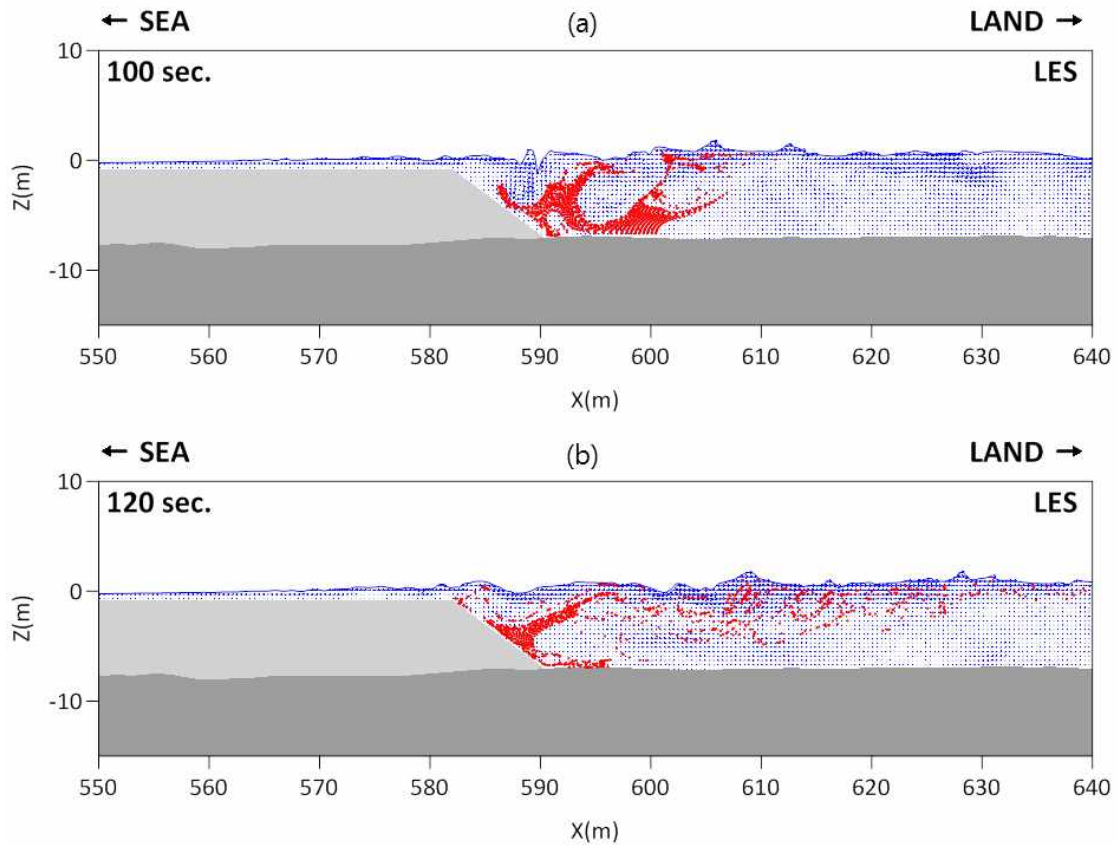 ← SEA (a) LAND →
100 sec. LES
10
0
-10
Z(m)
550 560 570 580 590 600 610 620 630 640
X(m)
← SEA (b) LAND →
120 sec. LES
10
0
-10
Z(m)
550 560 570 580 590 600 610 620 630 640
X(m)